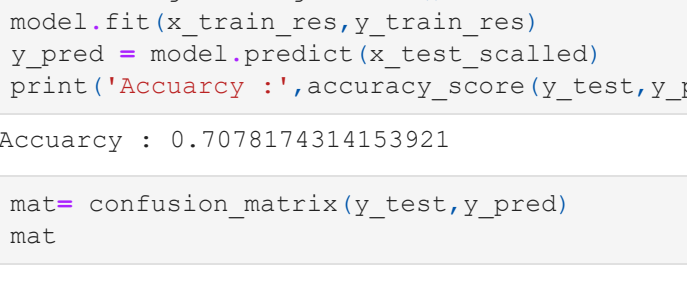 model.fit(x_train_res,y_train_res)
y_pred = model.predict(x_test_scalled)
print('Accuarcy :',accuracy_score(y_test,y_
Accuarcy : 0.7078174314153921
mat= confusion_matrix(y_test,y_pred)
mat